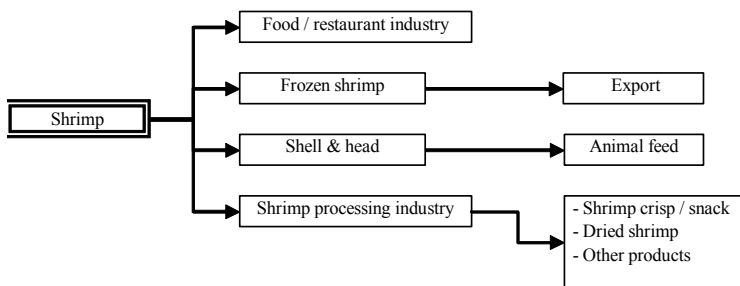 Food / restaurant industry
Frozen shrimp
Export
Shrimp
Shell & head
Animal feed
Shrimp processing industry
- Shrimp crisp / snack
- Dried shrimp
- Other products